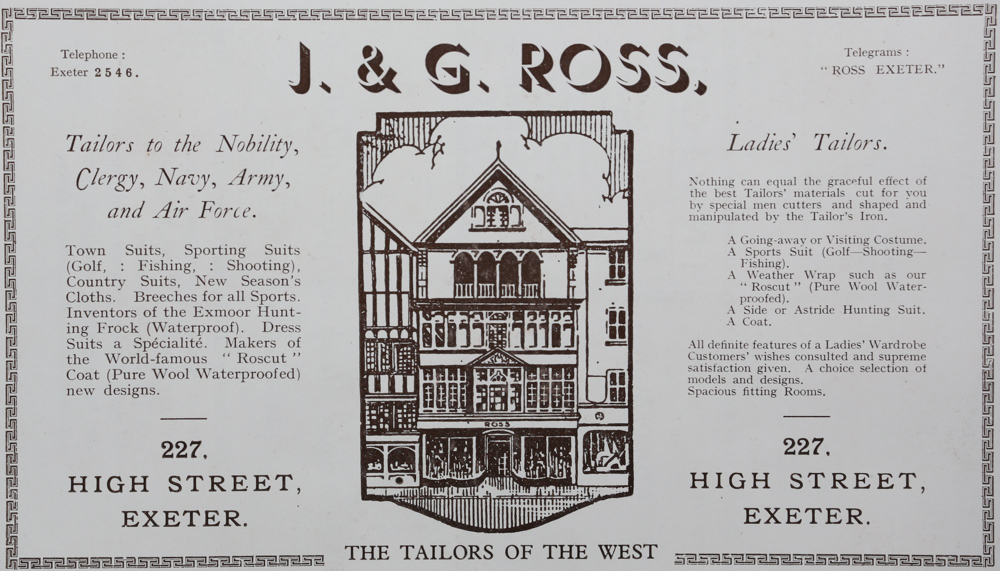 J. & G. ROSS,
Telephone :
Exeter 2546.
Telegrams :
“ ROSS EXETER.”
Tailors to the Nobility,
Clergy, Navy, Army,
and Air Force.
Town Suits, Sporting Suits
(Golf, : Fishing, : Shooting),
Country Suits, New Season's
Cloths. Breeches for all Sports.
Inventors of the Exmoor Hunt-
ing Frock (Waterproof). Dress
Suits a Spécialité. Makers of
the World-famous “ Roscut ”
Coat (Pure Wool Waterproofed)
new designs.
227,
HIGH STREET,
EXETER.
ROSS
Ladies' Tailors.
Nothing can equal the graceful effect of
the best Tailors' materials cut for you
by special men cutters and shaped and
manipulated by the Tailor's Iron.
A Going-away or Visiting Costume.
A Sports Suit (Golf—Shooting—
Fishing).
A Weather Wrap such as our
“ Roscut ” (Pure Wool Water-
proofed).
A Side or Astride Hunting Suit.
A Coat.
All definite features of a Ladies' Wardrobe
Customers' wishes consulted and supreme
satisfaction given. A choice selection of
models and designs.
Spacious fitting Rooms.
227,
HIGH STREET,
EXETER.
THE TAILORS OF THE WEST